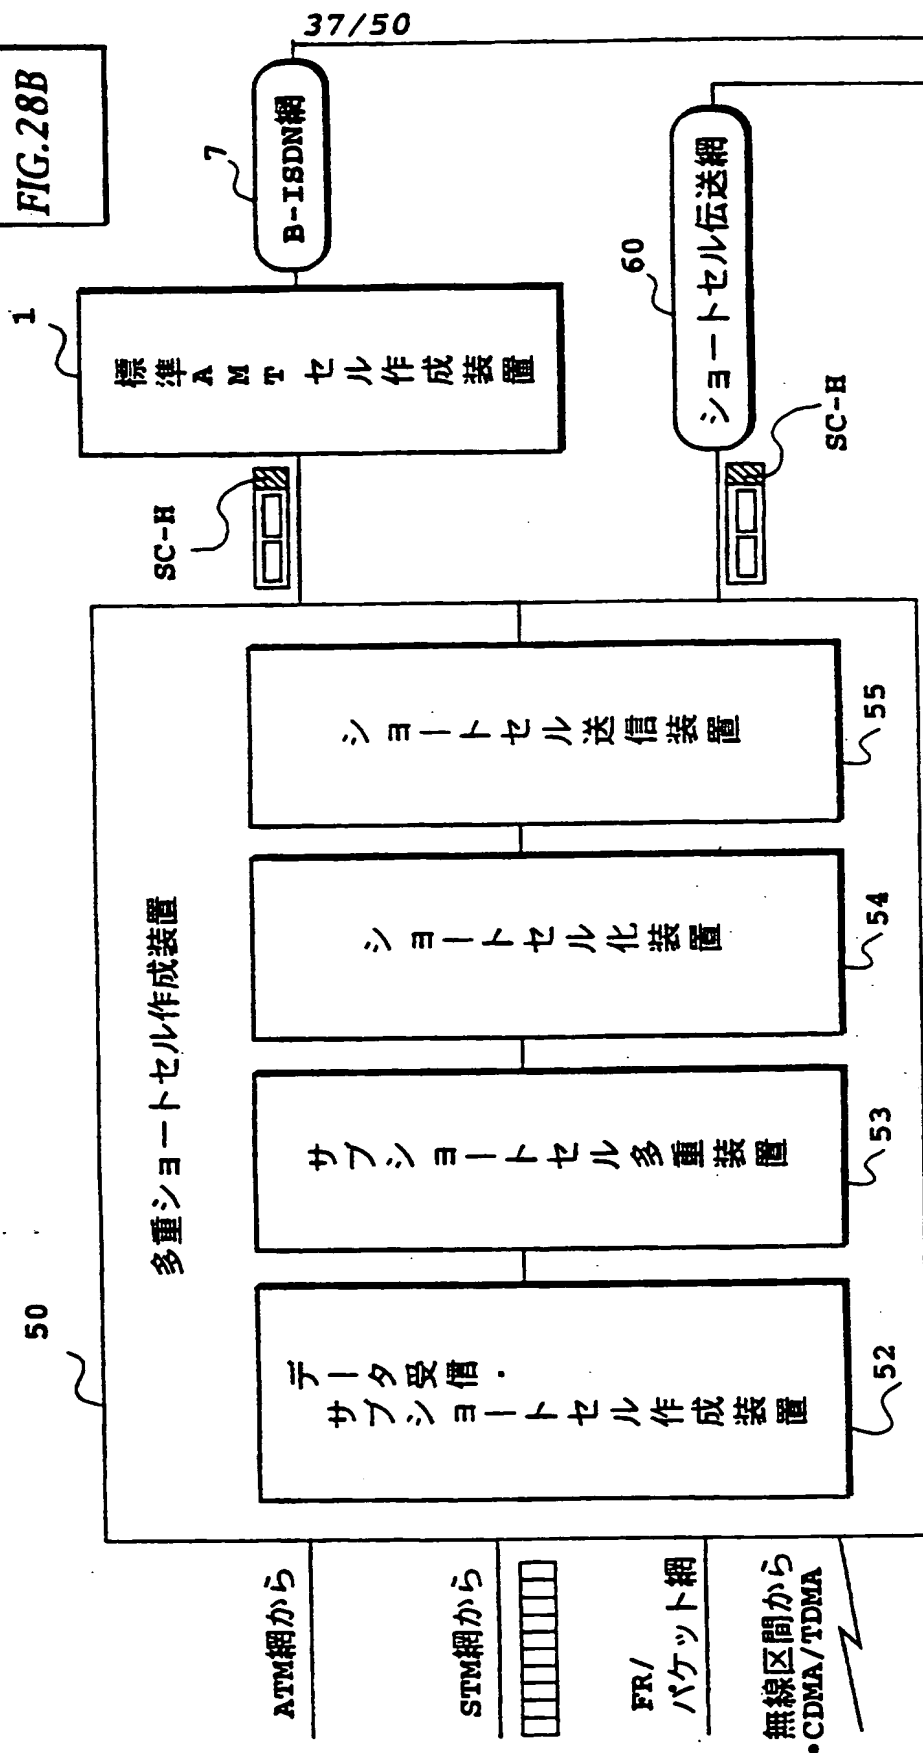 37/50
FIG.28B
多重ショートセル作成装置
50
ATM網から
STM網から
FR/
パケット網
無線区間から
•CDMA/TDMA
データ受信・
サブショートセル作成装置
52
サブショートセル多重装置
53
ショートセル化装置
54
ショートセル送信装置
55
SC-H
標準AMTセル作成装置
1
B-ISDN網
7
SC-H
ショートセル伝送網
60